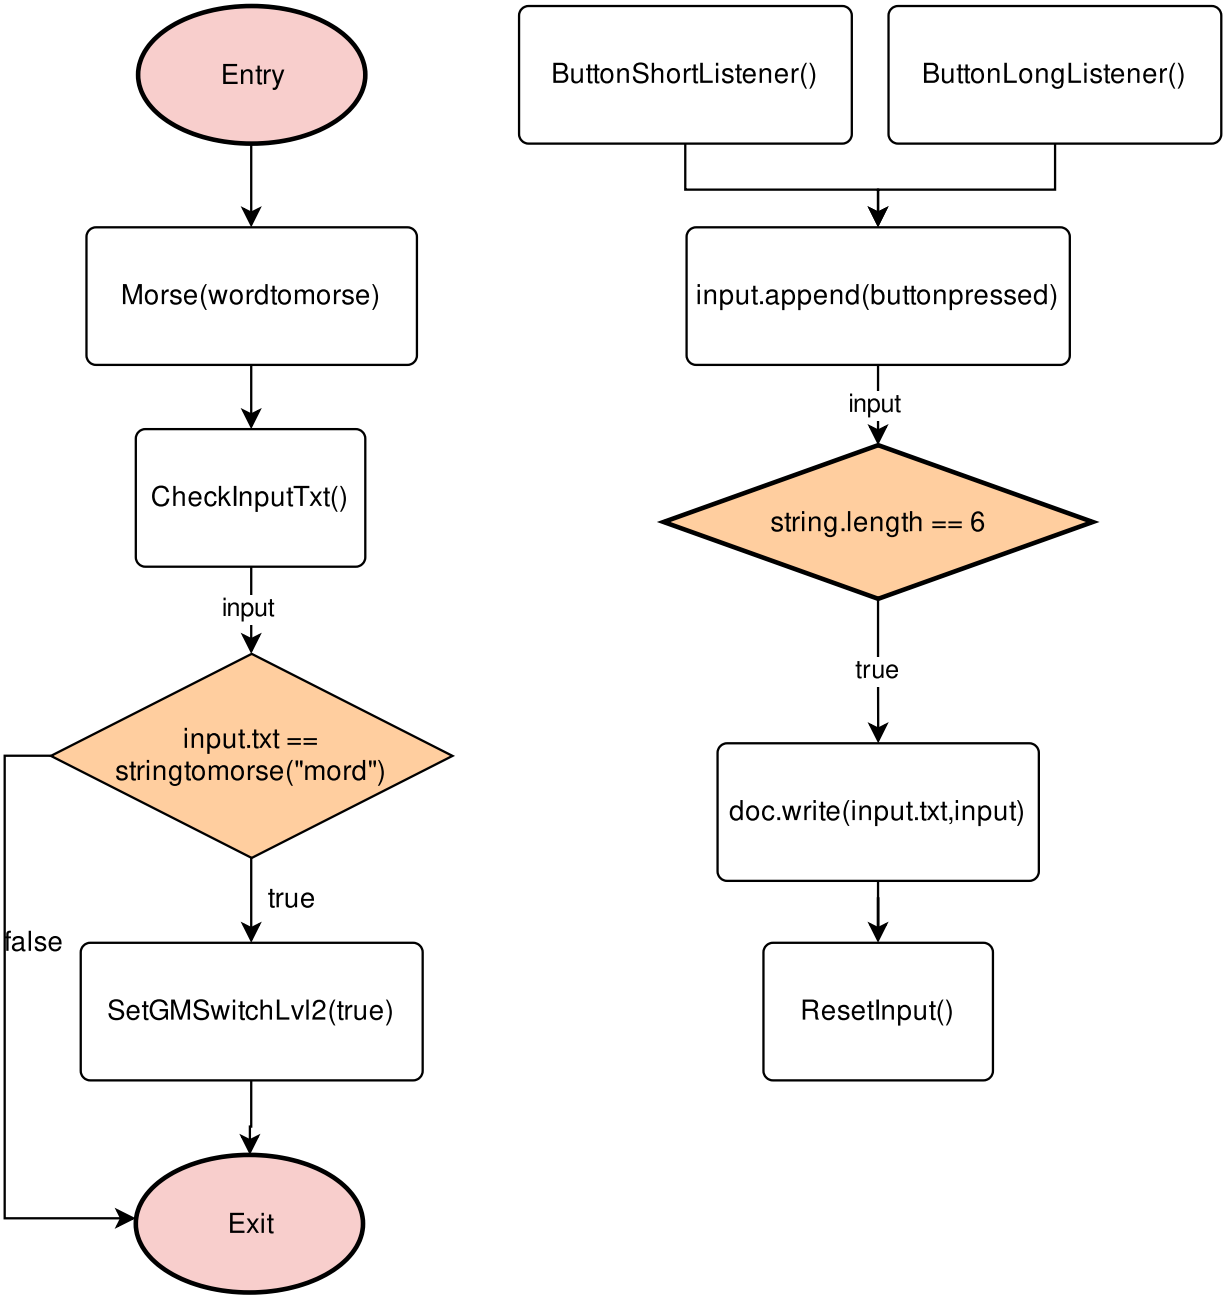 Entry
Morse(wordtomorse)
CheckInputTxt()
input
input.txt ==
stringtomorse("mord")
true
false
SetGMSwitchLvl2(true)
Exit
ButtonShortListener()
ButtonLongListener()
input.append(buttonpressed)
input
string.length == 6
true
doc.write(input.txt,input)
ResetInput()